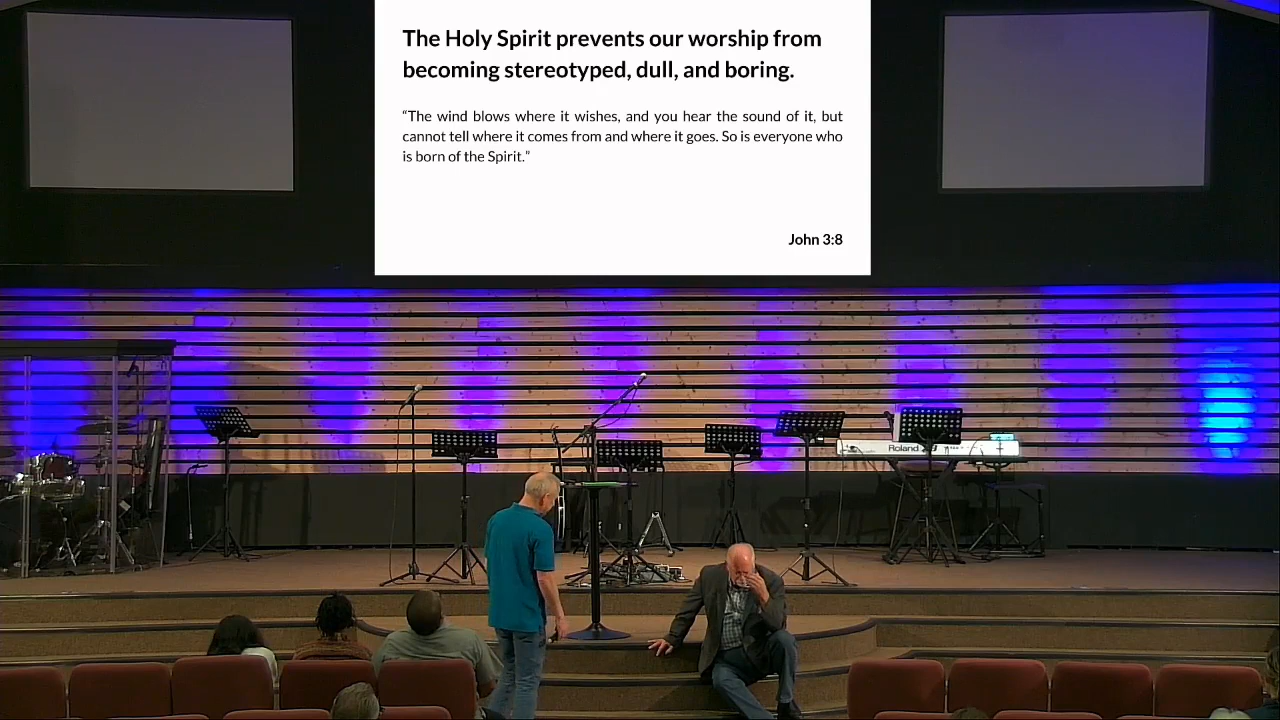 The Holy Spirit prevents our worship from
becoming stereotyped, dull, and boring.
“The wind blows where it wishes, and you hear the sound of it, but
cannot tell where it comes from and where it goes. So is everyone who
is born of the Spirit.”
John 3:8
Roland